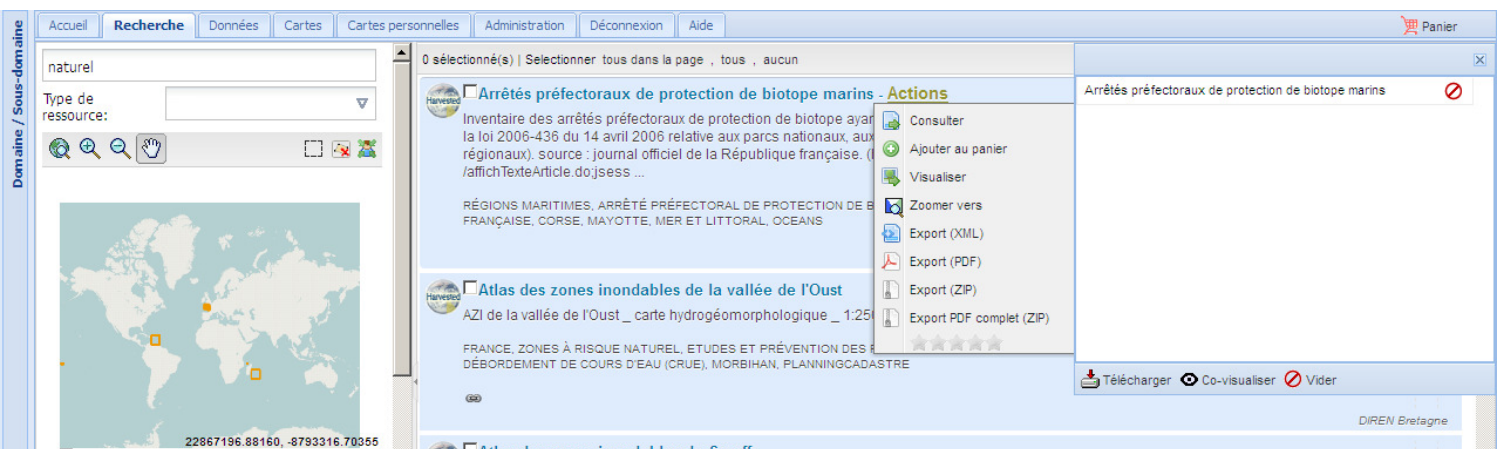 Domaine / Sous-domaine
Accueil Recherche Données Cartes Cartes personnelles Administration Déconnexion Aide Panier
naturel
Type de
ressource:
22867196.88160, -8793316.70355
0 sélectionné(s) | Selectionner tous dans la page , tous , aucun
Harvested
Arrêtés préfectoraux de protection de biotope marins - Actions
Inventaire des arrêtés préfectoraux de protection de biotope ayar
la loi 2006-436 du 14 avril 2006 relative aux parcs nationaux, aux
régionaux). source : journal officiel de la République française. (
/affichTexteArticle.do;jsess ...
RÉGIONS MARITIMES, ARRÊTÉ PRÉFECTORAL DE PROTECTION DE B
FRANÇAISE, CORSE, MAYOTTE, MER ET LITTORAL, OCEANS
Consulter
Ajouter au panier
Visualiser
Zoomer vers
Export (XML)
Export (PDF)
Export (ZIP)
Export PDF complet (ZIP)
Harvested
Atlas des zones inondables de la vallée de l'Oust
AZI de la vallée de l'Oust _ carte hydrogéomorphologique _ 1:250
FRANCE, ZONES À RISQUE NATUREL, ETUDES ET PRÉVENTION DES
DÉBORDEMENT DE COURS D'EAU (CRUE), MORBIHAN, PLANNINGCADASTRE
DIREN Bretagne
Arrêtés préfectoraux de protection de biotope marins
Télécharger Co-visualiser Vider